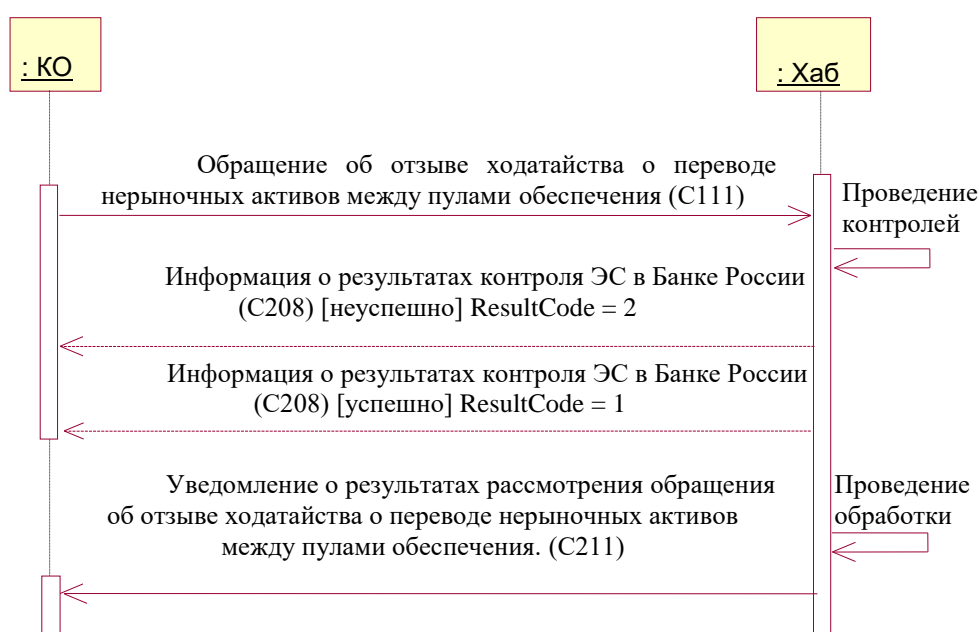 : КО
: Хаб
Обращение об отзыве ходатайства о переводе
нерыночных активов между пулами обеспечения (C111)
Проведение
контролей
Информация о результатах контроля ЭС в Банке России
(C208) [неуспешно] ResultCode = 2
Информация о результатах контроля ЭС в Банке России
(C208) [успешно] ResultCode = 1
Уведомление о результатах рассмотрения обращения
об отзыве ходатайства о переводе нерыночных активов
между пулами обеспечения. (C211)
Проведение
обработки